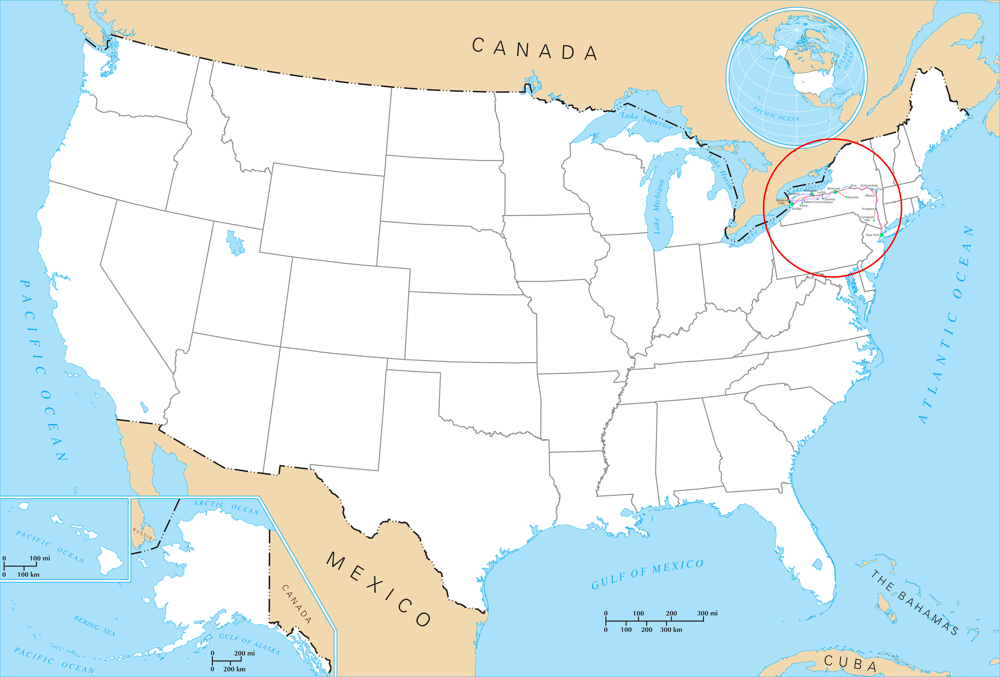 CANADA
ATLANTIC
OCEAN
PACIFIC OCEAN
Lake Superior
Lake Huron
Lake Michigan
Lake Ontario
Lake Erie
Utica
Schenectady
Troy
Syracuse
Rochester
Lyons
Lockport
Albany
Earlville
Niagara
Falls
Batavia
Canandaigua
Geneva
Attica
Buffalo
Kingston
Campbell
Hall
New York
PACIFIC OCEAN
ATLANTIC OCEAN
ARCTIC OCEAN
RUSSIA
PACIFIC OCEAN
0 100 mi
0 100 km
MEXICO
GULF OF MEXICO
THE BAHAMAS
CANADA
BERING SEA
GULF OF ALASKA
PACIFIC OCEAN
0 200 mi
0 200 km
0 100 200 300 mi
0 100 200 300 km
CUBA